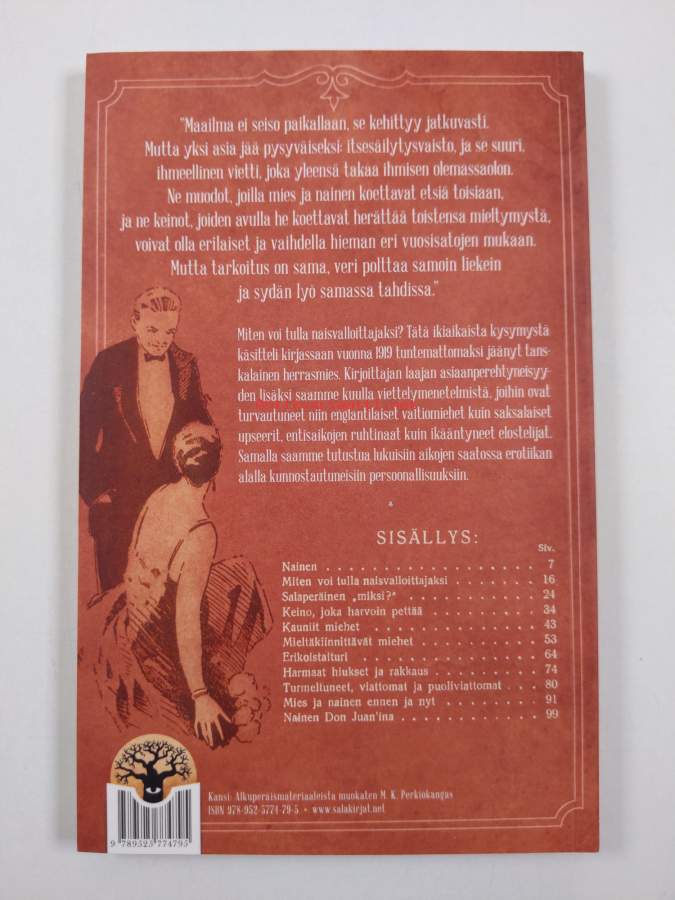 "Maailma ei seiso paikallaan, se kehittyy jatkuvasti.
Mutta yksi asia jää pysyväiseksi: itsesäilytysvaisto, ja se suuri,
ihmeellinen vietti, joka yleensä takaa ihmisen olemassaolon.
Ne muodot, joilla mies ja nainen koettavat etsiä toisiaan,
ja ne keinot, joiden avulla he koettavat herättää toistensa mieltymystä,
voivat olla erilaiset ja vaihdella hieman eri vuosisatojen mukaan.
Mutta tarkoitus on sama, veri polttaa samoin liekein
ja sydän lyö samassa tahdissa."
Miten voi tulla naisvalloittajaksi? Tätä ikiaikaista kysymystä
käsitteli kirjassaan vuonna 1919 tuntemattomaksi jäänyt tans-
kalainen herrasmies. Kirjoittajan laajan asiaanperehtyneisyy-
den lisäksi saamme kuulla viettelymenetelmistä, joihin ovat
turvautuneet niin englantilaiset vaitiomiehet kuin saksalaiset
upseerit, entisaikojen ruhtinaat kuin ikääntyneet elostelijat.
Samalla saamme tutustua lukuisiin aikojen saatossa erotiikan
alalla kunnostautuneisiin persoonallisuuksiin.
SISÄLLYS:
Siv.
Nainen . . . . . . . . . . . . . . . . . . 7
Miten voi tulla naisvalloittajaksi . . . . . . 16
Salaperäinen „miksi?" . . . . . . . . . . 24
Keino, joka harvoin pettää . . . . . . . . 34
Kauniit miehet . . . . . . . . . . . . . 43
Mieltäkiinnittävät miehet . . . . . . . . . 53
Erikoistaituri . . . . . . . . . . . . . . 64
Harmaat hiukset ja rakkaus . . . . . . . . 74
Turmeltuneet, viattomat ja puoliviattomat . . . 80
Mies ja nainen ennen ja nyt . . . . . . . . 91
Nainen Don Juan'ina . . . . . . . . . . . 99
Kansi: Alkuperäismateriaaleista muokaten M. K. Perkiökangas
ISBN 978-952-5774-79-5 • www.salakirjat.net
9 789525 774795